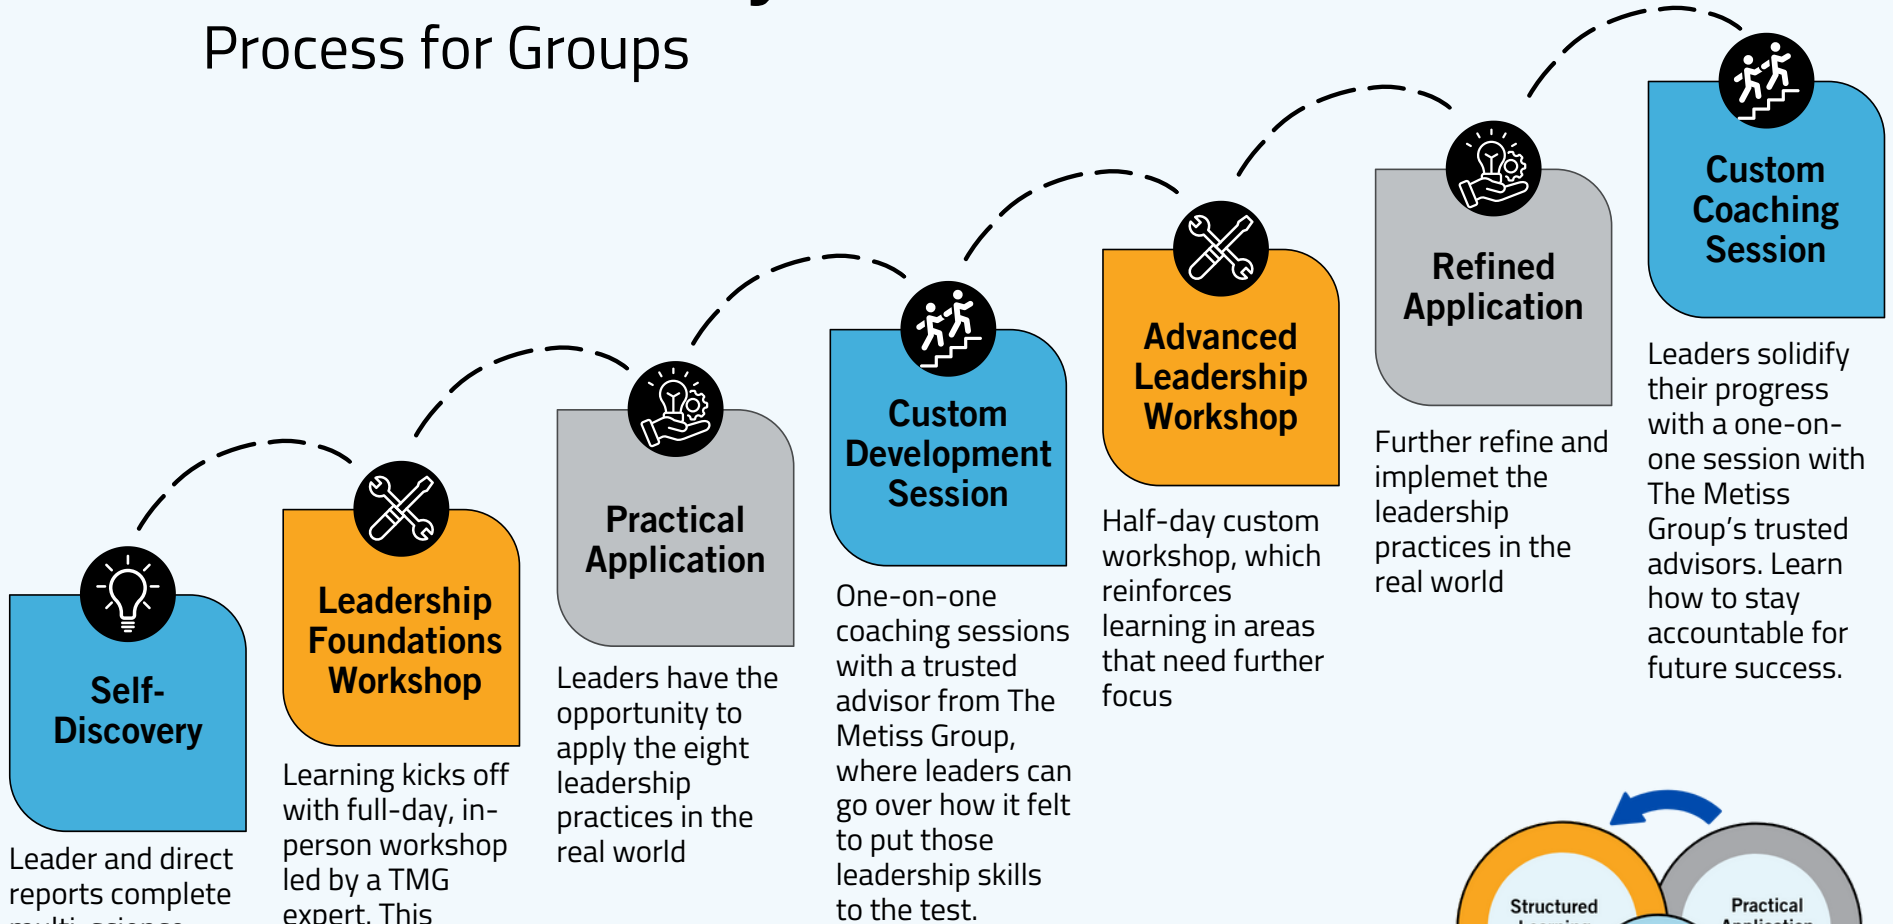 Process for Groups
Self-
Discovery
Leader and direct
reports complete
Leadership
Foundations
Workshop
Learning kicks off
with full-day, in-
person workshop
led by a TMG
expert. This
Practical
Application
Leaders have the
opportunity to
apply the eight
leadership
practices in the
real world
Custom
Development
Session
One-on-one
coaching sessions
with a trusted
advisor from The
Metiss Group,
where leaders can
go over how it felt
to put those
leadership skills
to the test.
Advanced
Leadership
Workshop
Half-day custom
workshop, which
reinforces
learning in areas
that need further
focus
Refined
Application
Further refine and
implemet the
leadership
practices in the
real world
Custom
Coaching
Session
Leaders solidify
their progress
with a one-on-
one session with
The Metiss
Group's trusted
advisors. Learn
how to stay
accountable for
future success.
Structured
Practical